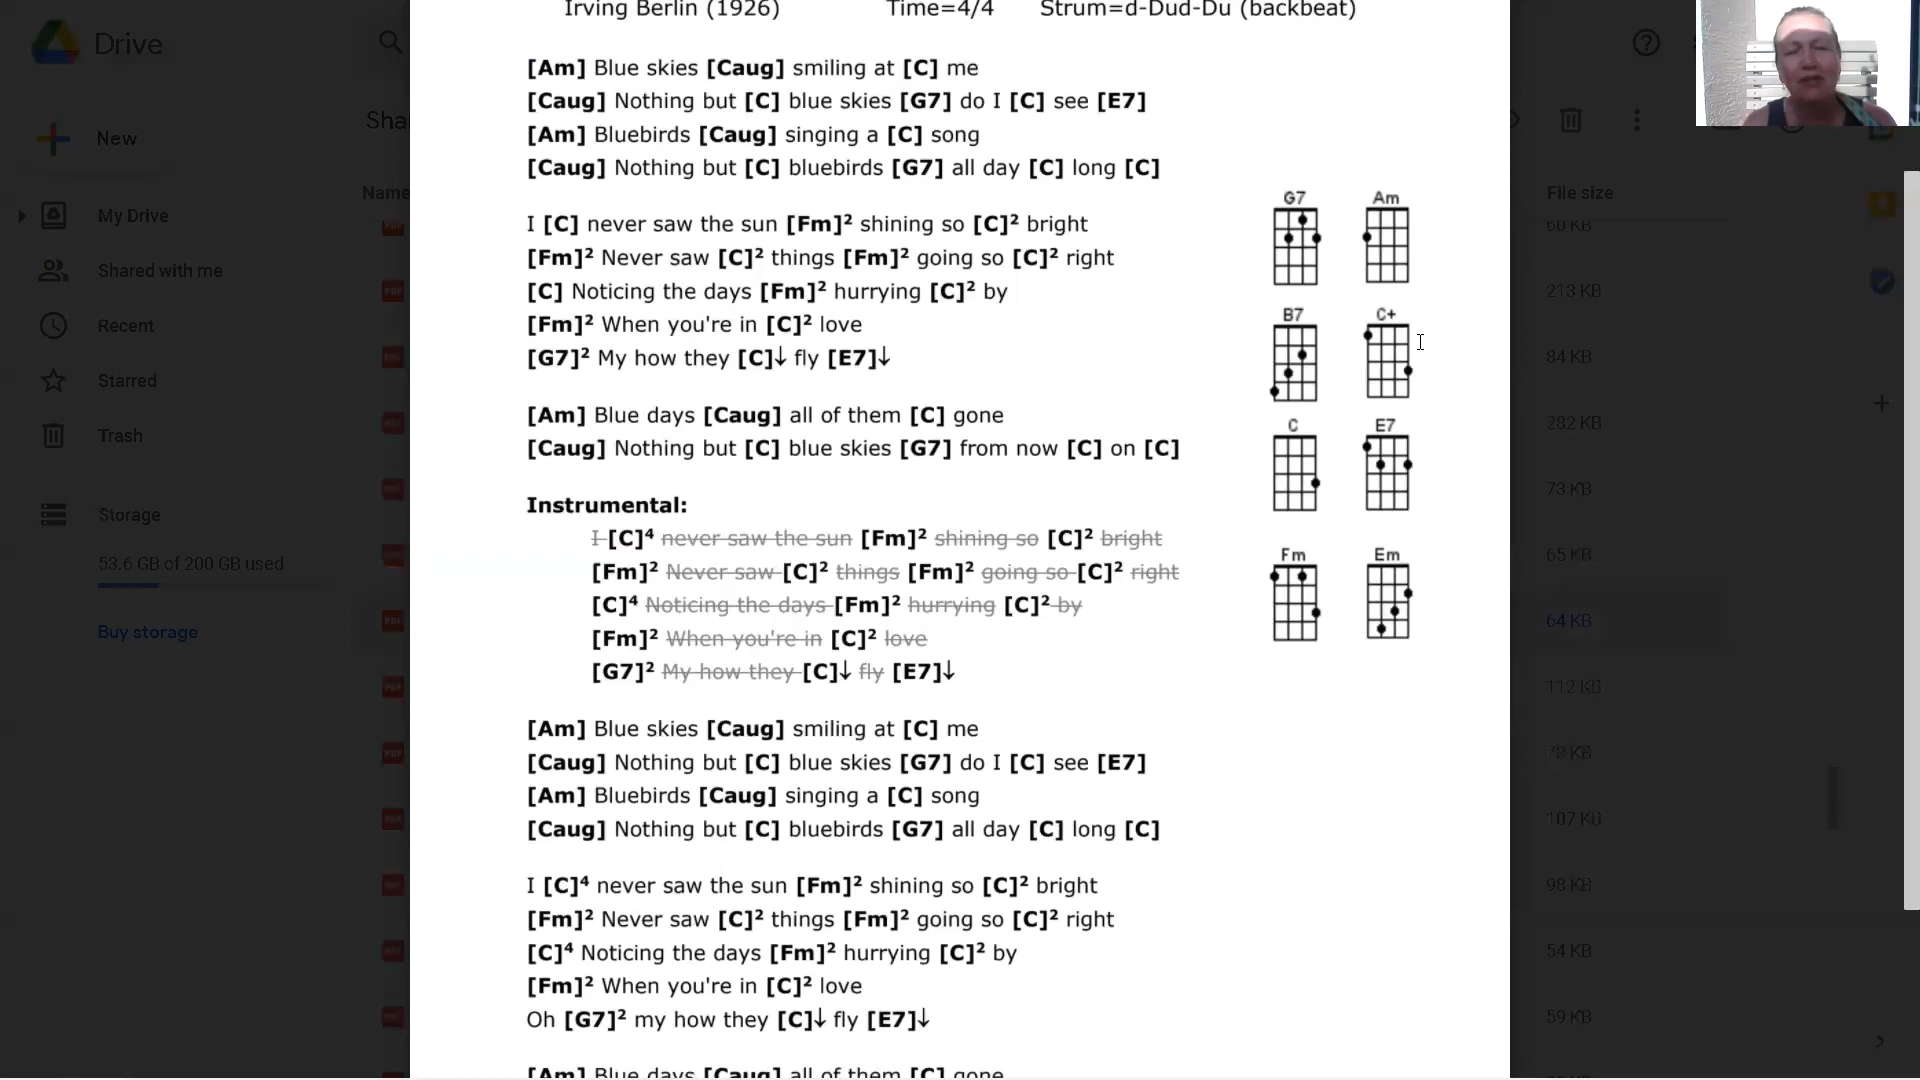 Irving Berlin (1926) Time=4/4 Strum=d-Dud-Du (backbeat)
Drive
[Am] Blue skies [Caug] smiling at [C] me
[Caug] Nothing but [C] blue skies [G7] do I [C] see [E7]
[Am] Bluebirds [Caug] singing a [C] song
[Caug] Nothing but [C] bluebirds [G7] all day [C] long [C]
I [C] never saw the sun [Fm]² shining so [C]² bright
[Fm]² Never saw [C]² things [Fm]² going so [C]² right
[C] Noticing the days [Fm]² hurrying [C]² by
[Fm]² When you're in [C]² love
[G7]² My how they [C]↓ fly [E7]↓
[Am] Blue days [Caug] all of them [C] gone
[Caug] Nothing but [C] blue skies [G7] from now [C] on [C]
Instrumental:
I [C]⁴ never saw the sun [Fm]² shining so [C]² bright
[Fm]² Never saw [C]² things [Fm]² going so [C]² right
[C]⁴ Noticing the days [Fm]² hurrying [C]² by
[Fm]² When you're in [C]² love
[G7]² My how they [C]↓ fly [E7]↓
[Am] Blue skies [Caug] smiling at [C] me
[Caug] Nothing but [C] blue skies [G7] do I [C] see [E7]
[Am] Bluebirds [Caug] singing a [C] song
[Caug] Nothing but [C] bluebirds [G7] all day [C] long [C]
I [C]⁴ never saw the sun [Fm]² shining so [C]² bright
[Fm]² Never saw [C]² things [Fm]² going so [C]² right
[C]⁴ Noticing the days [Fm]² hurrying [C]² by
[Fm]² When you're in [C]² love
Oh [G7]² my how they [C]↓ fly [E7]↓
[Am] Blue days [Caug] all of them [C] gone
G7 Am
B7 C+
C E7
Fm Em
New
My Drive
Shared with me
Recent
Starred
Trash
Storage
53.6 GB of 200 GB used
Buy storage
Name
PDF
PDF
PDF
File size
60 KB
213 KB
84 KB
282 KB
73 KB
65 KB
64 KB
112 KB
72 KB
107 KB
98 KB
54 KB
59 KB